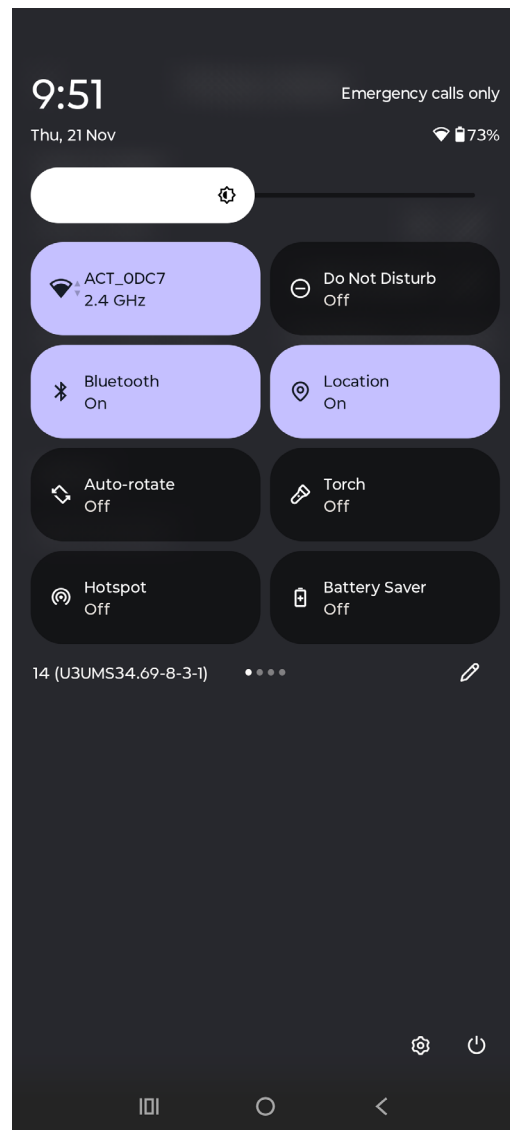 9:51
Emergency calls only
Thu, 21 Nov
73%
ACT_0DC7
2.4 GHz
Do Not Disturb
Off
Bluetooth
On
Location
On
Auto-rotate
Off
Torch
Off
Hotspot
Off
Battery Saver
Off
14 (U3UMS34.69-8-3-1)